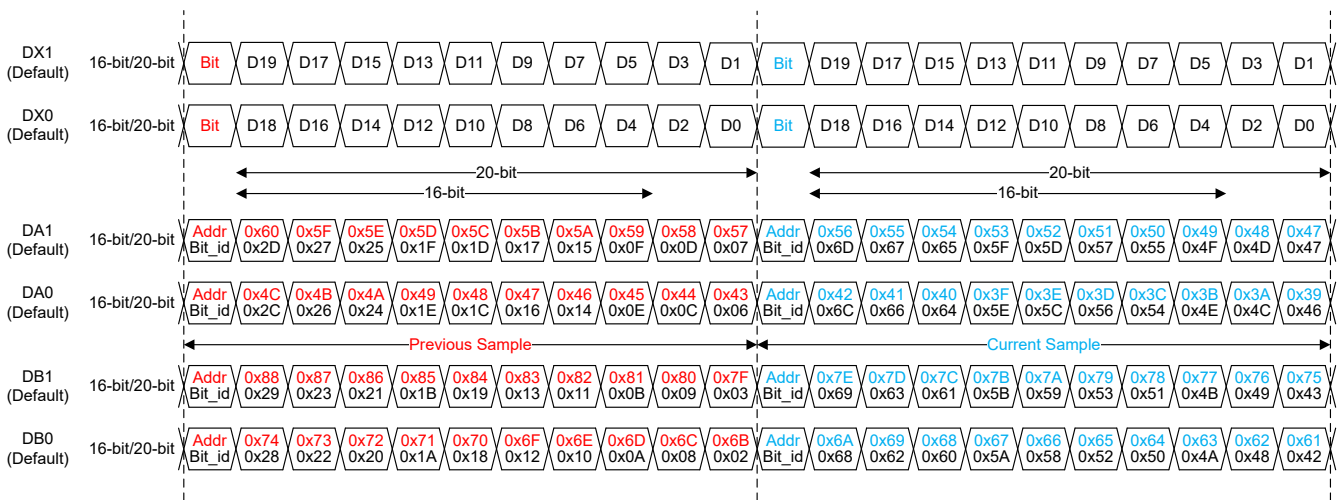 DX1
(Default)
16-bit/20-bit
Bit D19 D17 D15 D13 D11 D9 D7 D5 D3 D1 Bit D19 D17 D15 D13 D11 D9 D7 D5 D3 D1
DX0
(Default)
16-bit/20-bit
Bit D18 D16 D14 D12 D10 D8 D6 D4 D2 D0 Bit D18 D16 D14 D12 D10 D8 D6 D4 D2 D0
20-bit 20-bit
16-bit 16-bit
DA1
(Default)
16-bit/20-bit
Addr 0x60 0x5F 0x5E 0x5D 0x5C 0x5B 0x5A 0x59 0x58 0x57 Addr 0x56 0x55 0x54 0x53 0x52 0x51 0x50 0x49 0x48 0x47
Bit_id 0x2D 0x27 0x25 0x1F 0x1D 0x17 0x15 0x0F 0x0D 0x07 Bit_id 0x6D 0x67 0x65 0x5F 0x5D 0x57 0x55 0x4F 0x4D 0x47
DA0
(Default)
16-bit/20-bit
Addr 0x4C 0x4B 0x4A 0x49 0x48 0x47 0x46 0x45 0x44 0x43 Addr 0x42 0x41 0x40 0x3F 0x3E 0x3D 0x3C 0x3B 0x3A 0x39
Bit_id 0x2C 0x26 0x24 0x1E 0x1C 0x16 0x14 0x0E 0x0C 0x06 Bit_id 0x6C 0x66 0x64 0x5E 0x5C 0x56 0x54 0x4E 0x4C 0x46
Previous Sample Current Sample
DB1
(Default)
16-bit/20-bit
Addr 0x88 0x87 0x86 0x85 0x84 0x83 0x82 0x81 0x80 0x7F Addr 0x7E 0x7D 0x7C 0x7B 0x7A 0x79 0x78 0x77 0x76 0x75
Bit_id 0x29 0x23 0x21 0x1B 0x19 0x13 0x11 0x0B 0x09 0x03 Bit_id 0x69 0x63 0x61 0x5B 0x59 0x53 0x51 0x4B 0x49 0x43
DB0
(Default)
16-bit/20-bit
Addr 0x74 0x73 0x72 0x71 0x70 0x6F 0x6E 0x6D 0x6C 0x6B Addr 0x6A 0x69 0x68 0x67 0x66 0x65 0x64 0x63 0x62 0x61
Bit_id 0x28 0x22 0x20 0x1A 0x18 0x12 0x10 0x0A 0x08 0x02 Bit_id 0x68 0x62 0x60 0x5A 0x58 0x52 0x50 0x4A 0x48 0x42